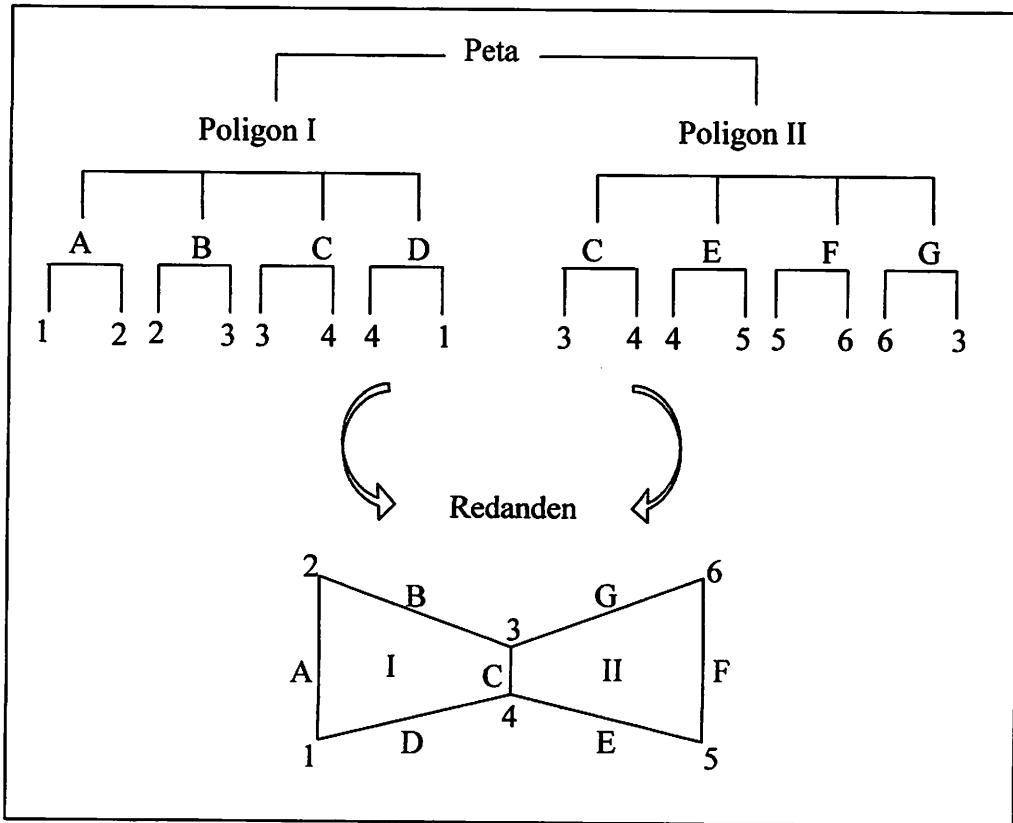 Peta
Poligon I Poligon II
A B C D C E F G
1 2 2 3 3 4 4 1 3 4 4 5 5 6 6 3
Redanden
2 B G 6
3
A I C II F
4
1 D E 5